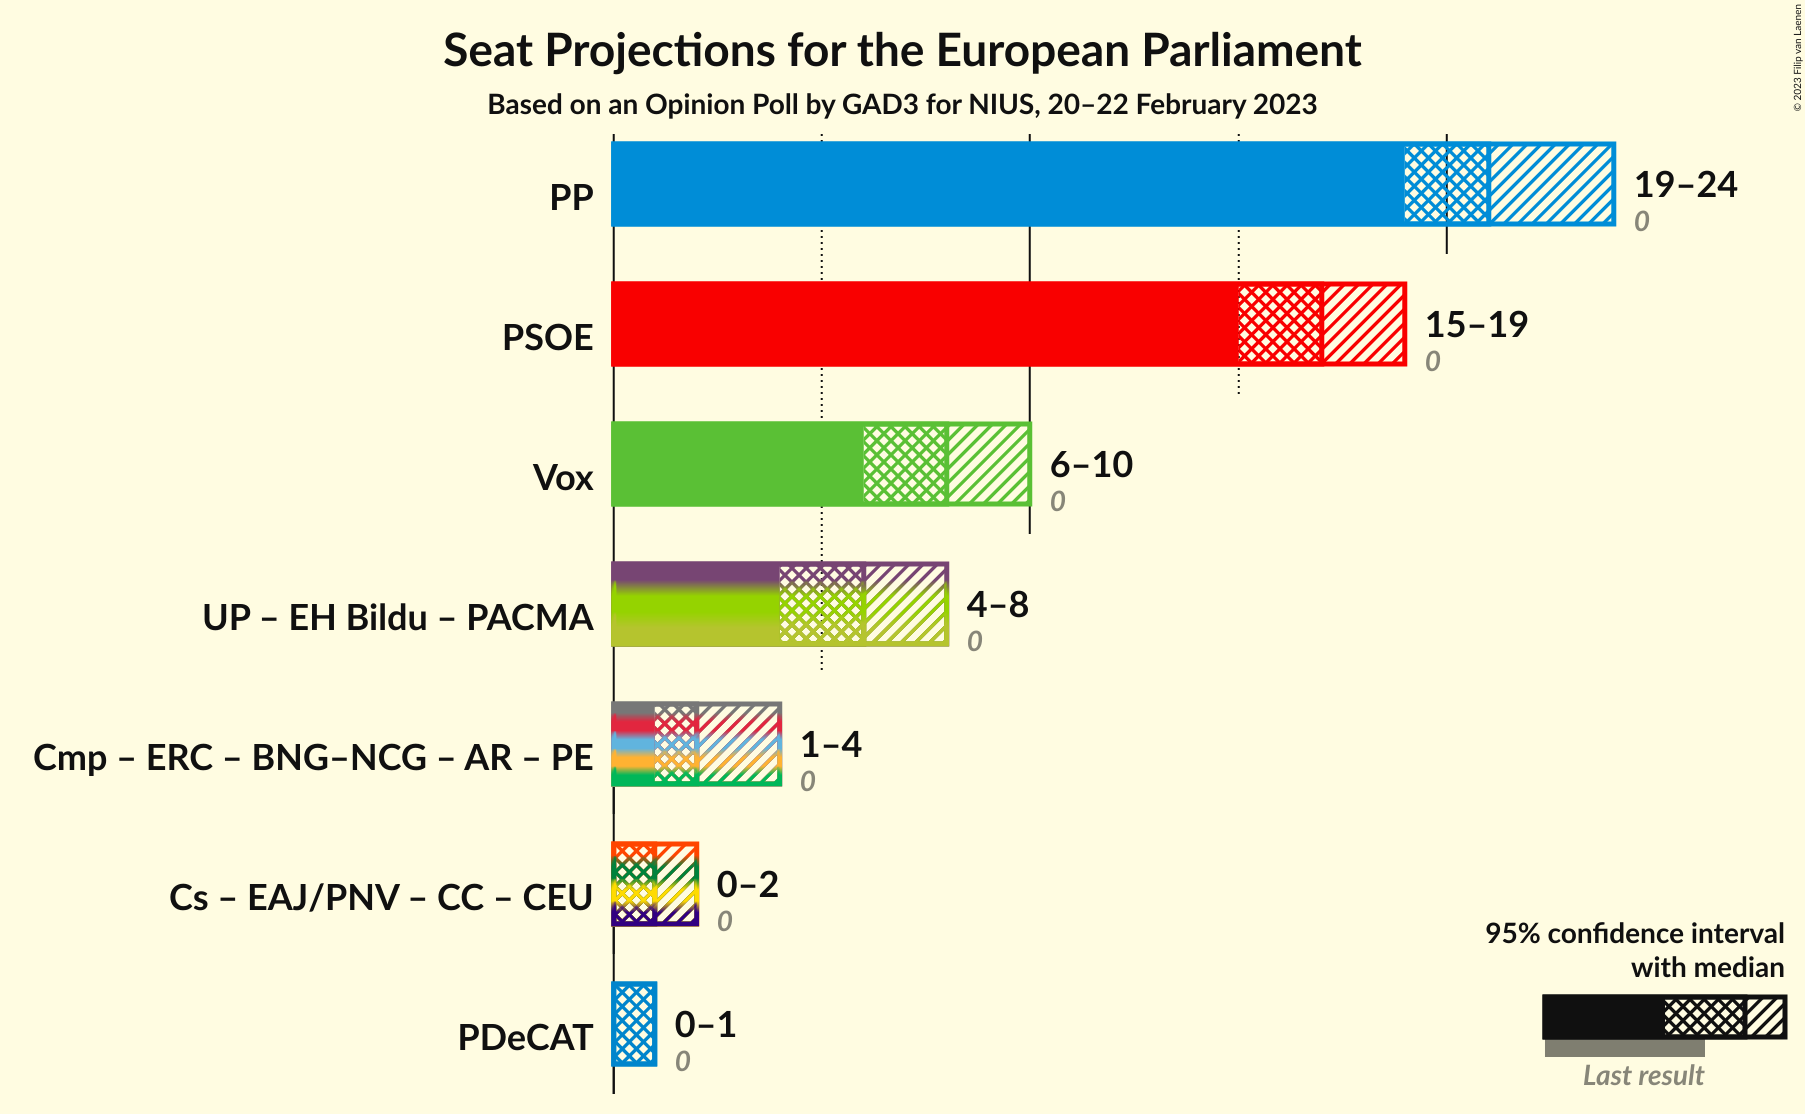 Seat Projections for the European Parliament
Based on an Opinion Poll by GAD3 for NIUS, 20–22 February 2023
© 2023 Filip van Laenen
PP
19–24
0
PSOE
15–19
0
Vox
6–10
0
UP – EH Bildu – PACMA
4–8
0
Cmp – ERC – BNG–NCG – AR – PE
1–4
0
Cs – EAJ/PNV – CC – CEU
0–2
0
PDeCAT
0–1
0
95% confidence interval
with median
Last result